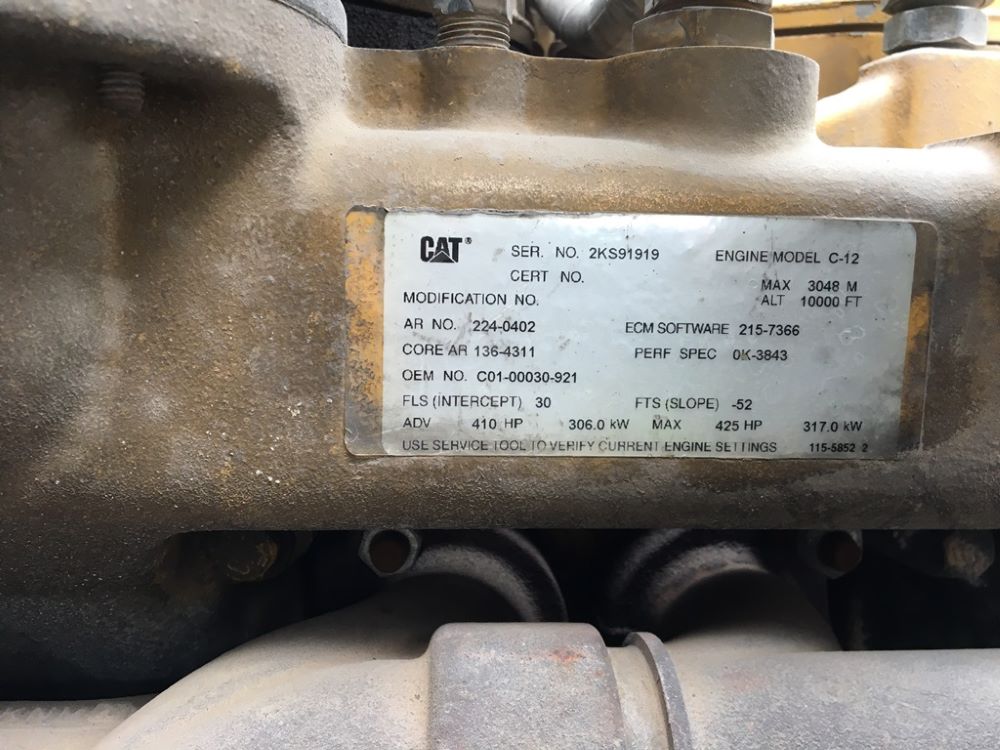 CAT® SER. NO. 2KS91919 ENGINE MODEL C-12
CERT NO. MAX 3048 M
MODIFICATION NO. ALT 10000 FT
AR NO. 224-0402 ECM SOFTWARE 215-7366
CORE AR 136-4311 PERF SPEC 0K-3843
OEM NO. C01-00030-921
FLS (INTERCEPT) 30 FTS (SLOPE) -52
ADV 410 HP 306.0 kW MAX 425 HP 317.0 kW
USE SERVICE TOOL TO VERIFY CURRENT ENGINE SETTINGS 115-5852 2